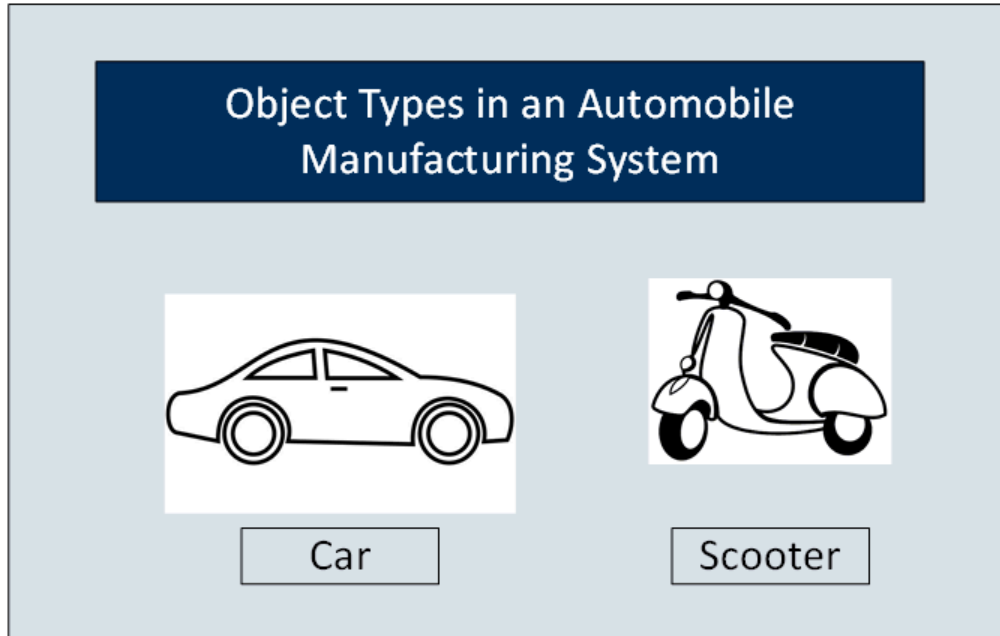 Object Types in an Automobile
Manufacturing System
Car
Scooter